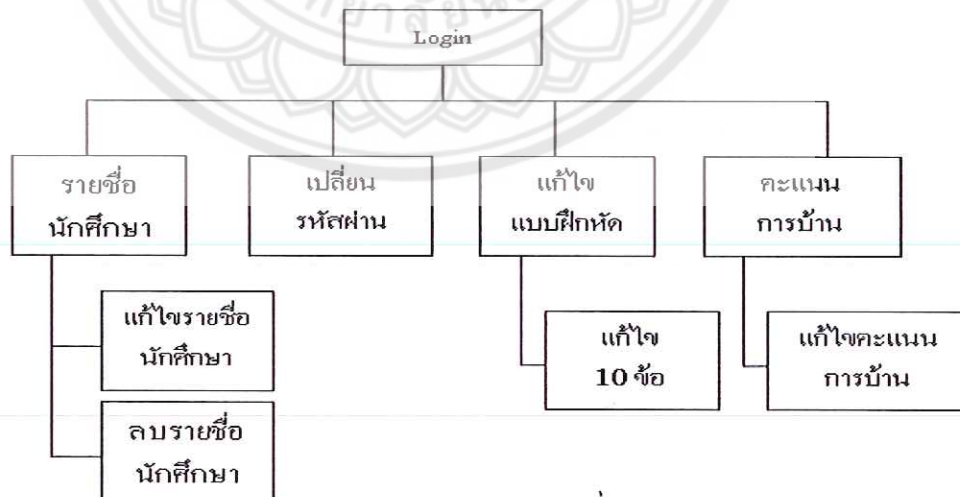 Login
รายชื่อ
นักศึกษา
เปลี่ยน
รหัสผ่าน
แก้ไข
แบบฝึกหัด
คะแนน
การบ้าน
แก้ไขรายชื่อ
นักศึกษา
ลบรายชื่อ
นักศึกษา
แก้ไข
10 ข้อ
แก้ไขคะแนน
การบ้าน